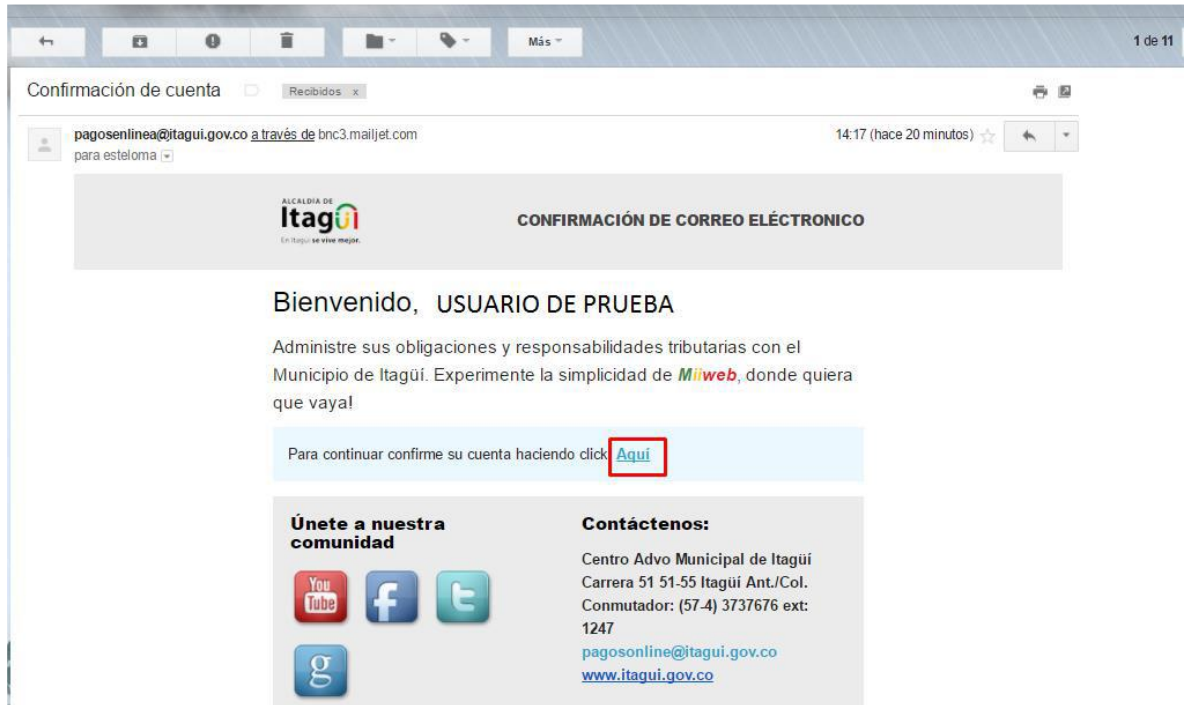 Más
1 de 11
Confirmación de cuenta
Recibidos x
pagosenlinea@itagui.gov.co a través de bnc3.mailjet.com
14:17 (hace 20 minutos)
para esteloma
ALCALDIA DE
Itagüi
En Itagui se vive mejor.
CONFIRMACIÓN DE CORREO ELÉCTRONICO
Bienvenido, USUARIO DE PRUEBA
Administre sus obligaciones y responsabilidades tributarias con el
Municipio de Itagüí. Experimente la simplicidad de Miiweb, donde quiera
que vaya!
Para continuar confirme su cuenta haciendo click Aquí
Únete a nuestra
comunidad
You
Tube
f
t
g
Contáctenos:
Centro Advo Municipal de Itagüí
Carrera 51 51-55 Itagüí Ant./Col.
Conmutador: (57-4) 3737676 ext:
1247
pagosonline@itagui.gov.co
www.itagui.gov.co